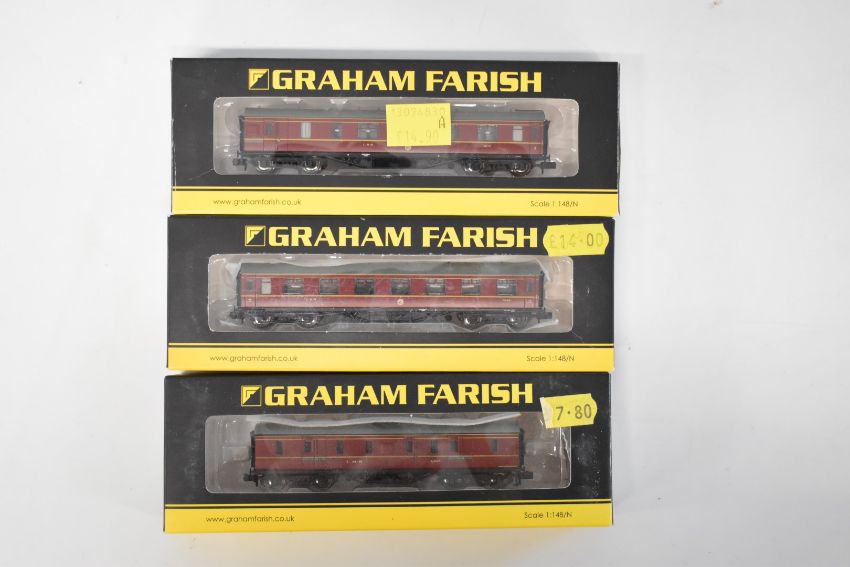 GRAHAM FARISH
A
£14.90
www.grahamfarish.co.uk
Scale 1:148/N
GRAHAM FARISH
£14.00
www.grahamfarish.co.uk
Scale 1:148/N
GRAHAM FARISH
7.80
www.grahamfarish.co.uk
Scale 1:148/N